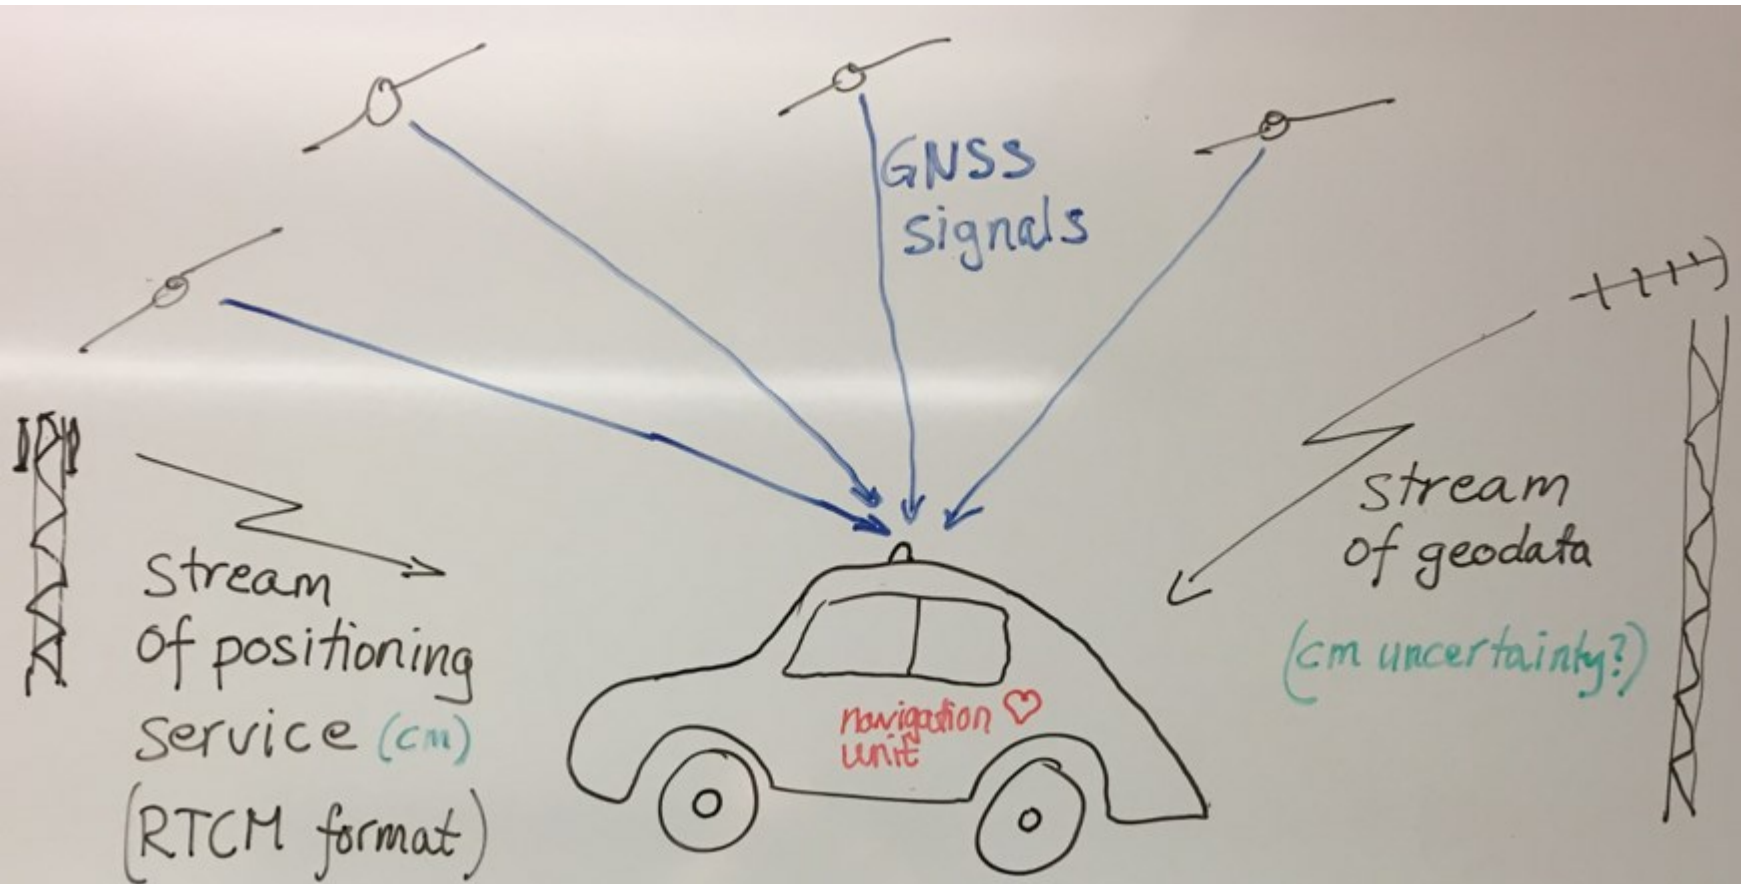 GNSS
signals
stream
of positioning
service (cm)
(RTCM format)
navigation
unit
stream
of geodata
(cm uncertainty?)